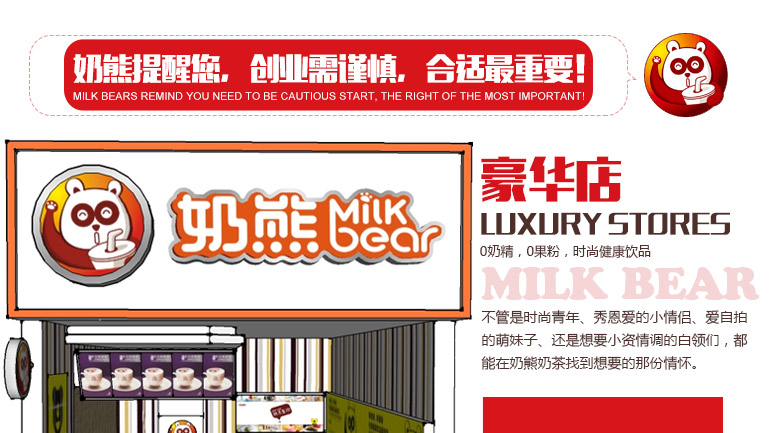 奶熊提醒您，创业需谨慎，合适最重要！
MILK BEARS REMIND YOU NEED TO BE CAUTIOUS START, THE RIGHT OF THE MOST IMPORTANT!
奶熊 Milk bear
豪华店
LUXURY STORES
0奶精，0果粉，时尚健康饮品
MILK BEAR
不管是时尚青年、秀恩爱的小情侣、爱自拍
的萌妹子、还是想要小资情调的白领们，都
能在奶熊奶茶找到想要的那份情怀。